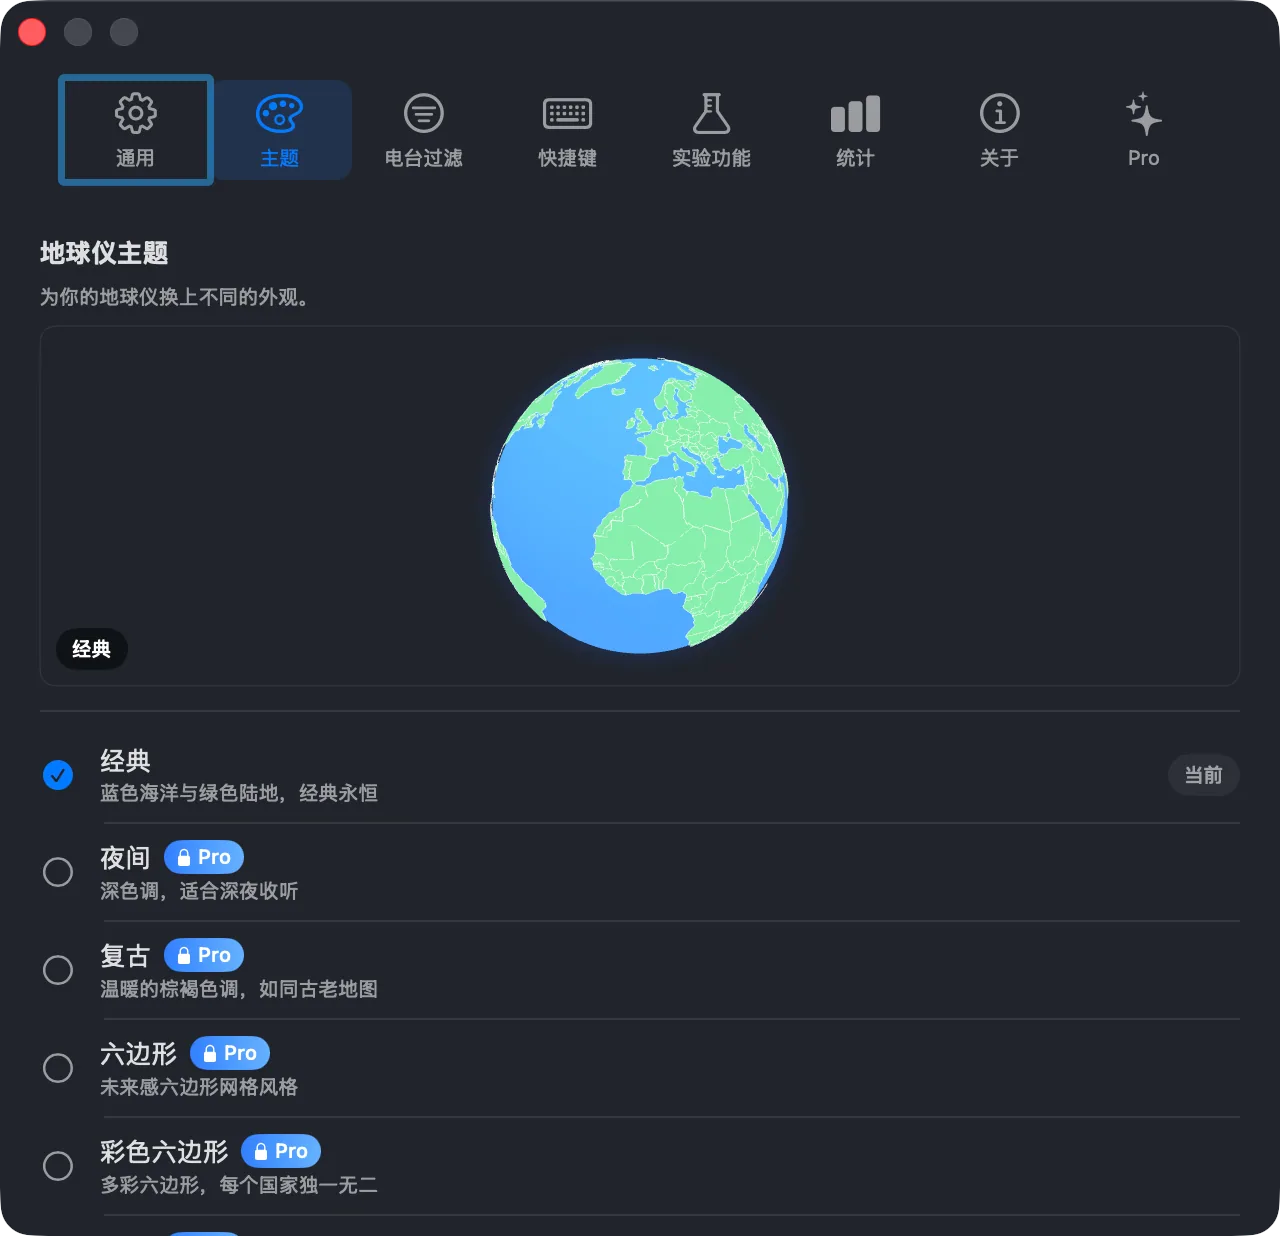 通用
主题
电台过滤
快捷键
实验功能
统计
关于
Pro
地球仪主题
为你的地球仪换上不同的外观。
经典
经典
蓝色海洋与绿色陆地，经典永恒
当前
夜间 Pro
深色调，适合深夜收听
复古 Pro
温暖的棕褐色调，如同古老地图
六边形 Pro
未来感六边形网格风格
彩色六边形 Pro
多彩六边形，每个国家独一无二